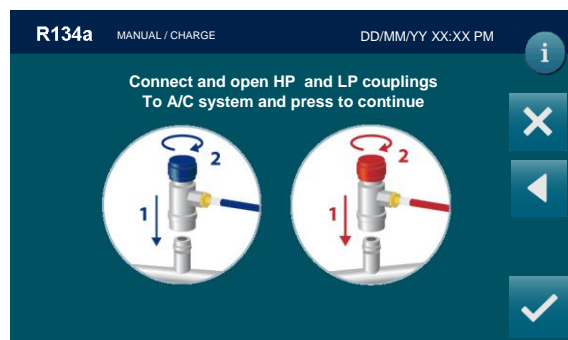 R134a MANUAL / CHARGE DD/MM/YY XX:XX PM
i
Connect and open HP and LP couplings
To A/C system and press to continue
2 2
1 1